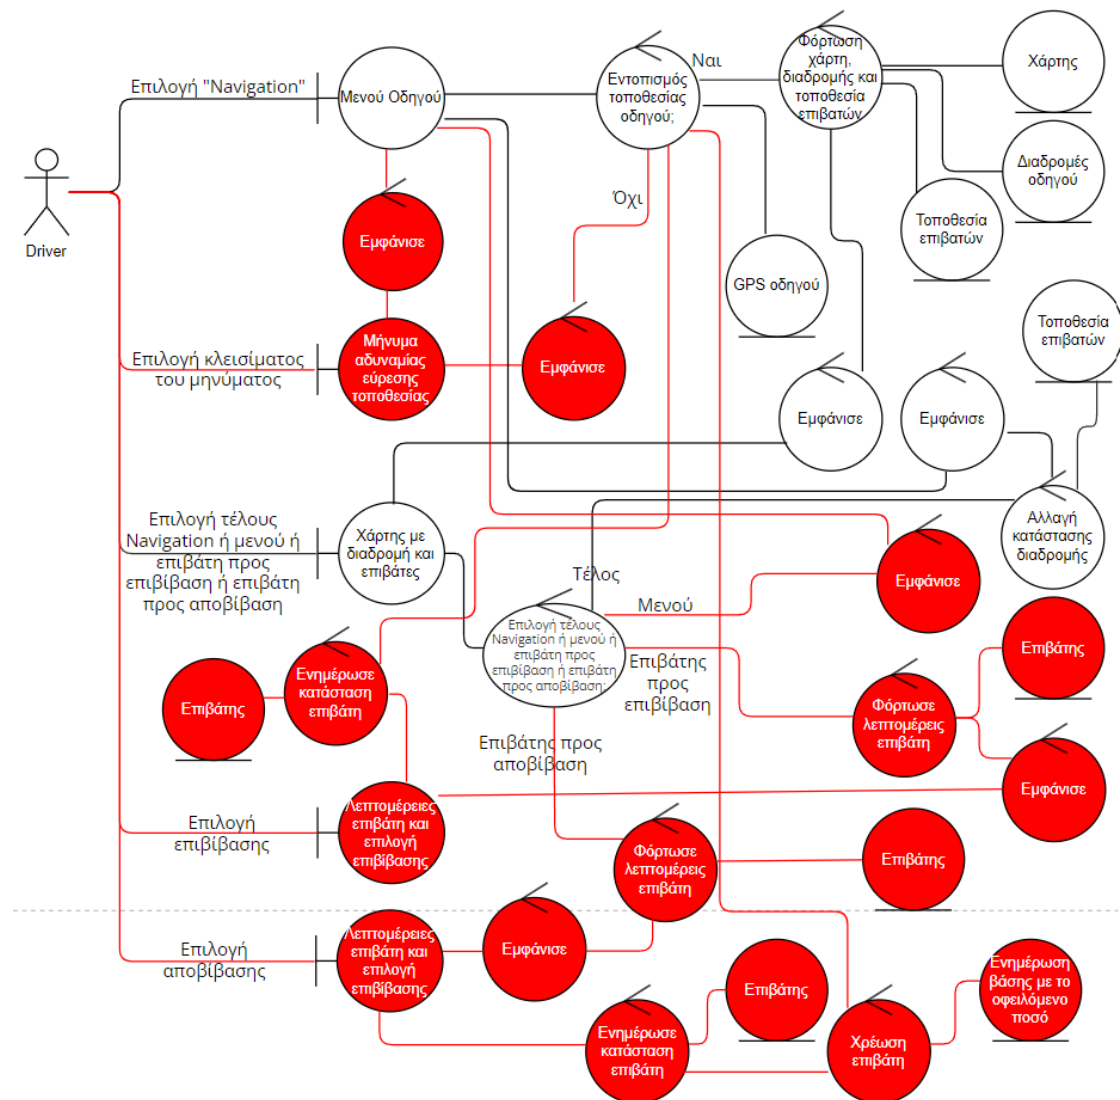 Επιλογή "Navigation"
Μενού Οδηγού
Εντοπισμός
τοποθεσίας
οδηγού;
Ναι
Φόρτωση
χάρτη,
διαδρομής και
τοποθεσία
επιβατών
Χάρτης
Διαδρομές
οδηγού
Τοποθεσία
επιβατών
Driver
Εμφάνισε
Όχι
GPS οδηγού
Τοποθεσία
επιβατών
Επιλογή κλεισίματος
του μηνύματος
Μήνυμα
αδυναμίας
εύρεσης
τοποθεσίας
Εμφάνισε
Εμφάνισε
Εμφάνισε
Επιλογή τέλους
Navigation ή μενού ή
επιβάτη προς
επιβίβαση ή επιβάτη
προς αποβίβαση
Χάρτης με
διαδρομή και
επιβάτες
Αλλαγή
κατάστασης
διαδρομής
Τέλος
Μενού
Εμφάνισε
Επιλογή τέλους
Navigation ή μενού ή
επιβάτη προς
επιβίβαση ή επιβάτη
προς αποβίβαση;
Επιβάτης
προς
επιβίβαση
Επιβάτης
Ενημέρωσε
κατάσταση
επιβάτη
Επιβάτης
Φόρτωσε
λεπτομέρεις
επιβάτη
Επιβάτης προς
αποβίβαση
Εμφάνισε
Επιλογή
επιβίβασης
Λεπτομέρειες
επιβάτη και
επιλογή
επιβίβασης
Φόρτωσε
λεπτομέρεις
επιβάτη
Επιβάτης
Επιλογή
αποβίβασης
Λεπτομέρειες
επιβάτη και
επιλογή
επιβίβασης
Εμφάνισε
Επιβάτης
Ενημέρωση
βάσης με το
οφειλόμενο
ποσό
Ενημέρωσε
κατάσταση
επιβάτη
Χρέωση
επιβάτη